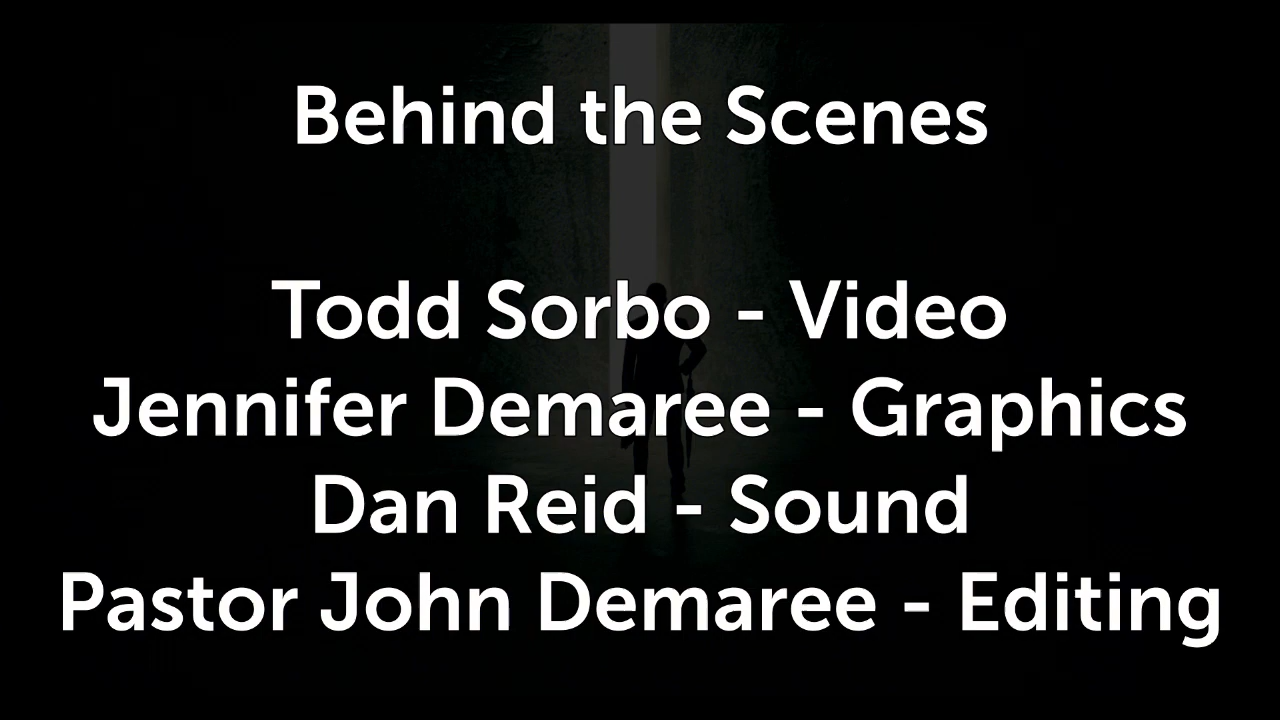 Behind the Scenes
Todd Sorbo - Video
Jennifer Demaree - Graphics
Dan Reid - Sound
Pastor John Demaree - Editing